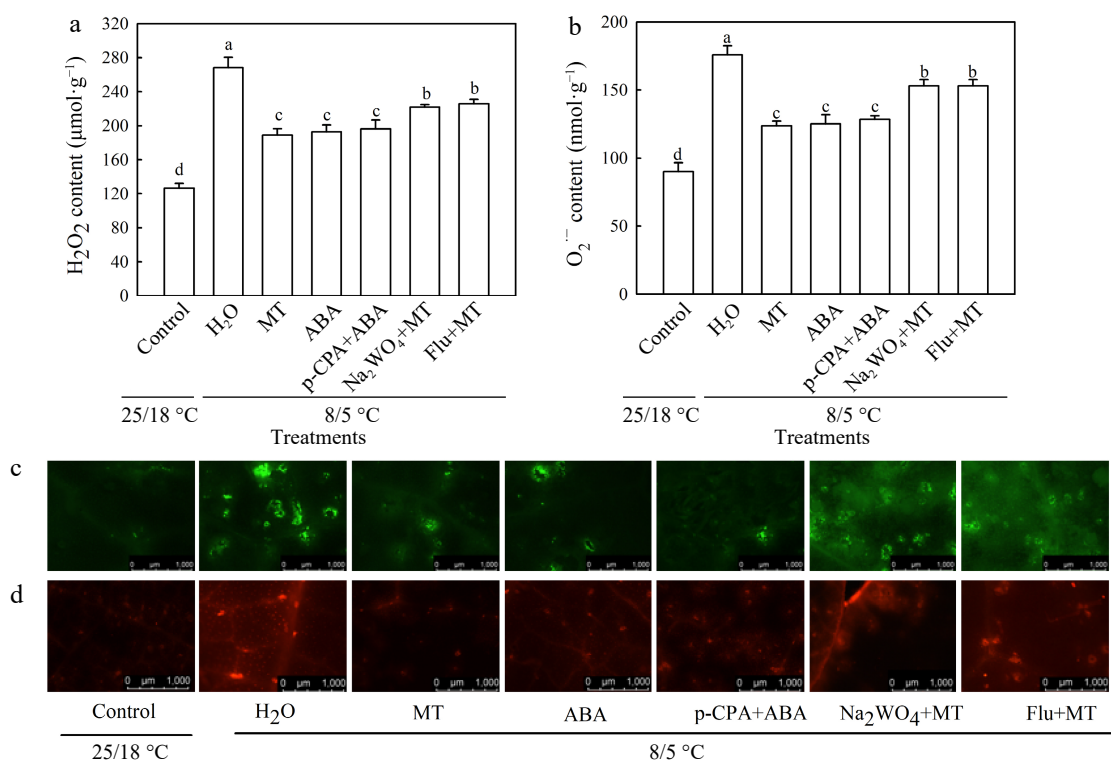 a
320
280
240
200
160
120
80
40
0
H₂O₂ content (µmol·g⁻¹)
d
a
c
c
c
b
b
Control
H₂O
MT
ABA
p-CPA+ABA
Na₂WO₄+MT
Flu+MT
25/18 °C
8/5 °C
Treatments
b
200
150
100
50
0
O₂˙⁻ content (nmol·g⁻¹)
d
a
c
c
c
b
b
Control
H₂O
MT
ABA
p-CPA+ABA
Na₂WO₄+MT
Flu+MT
25/18 °C
8/5 °C
Treatments
c
0 µm 1,000
0 µm 1,000
0 µm 1,000
0 µm 1,000
0 µm 1,000
0 µm 1,000
0 µm 1,000
d
0 µm 1,000
0 µm 1,000
0 µm 1,000
0 µm 1,000
0 µm 1,000
0 µm 1,000
0 µm 1,000
Control
H₂O
MT
ABA
p-CPA+ABA
Na₂WO₄+MT
Flu+MT
25/18 °C
8/5 °C